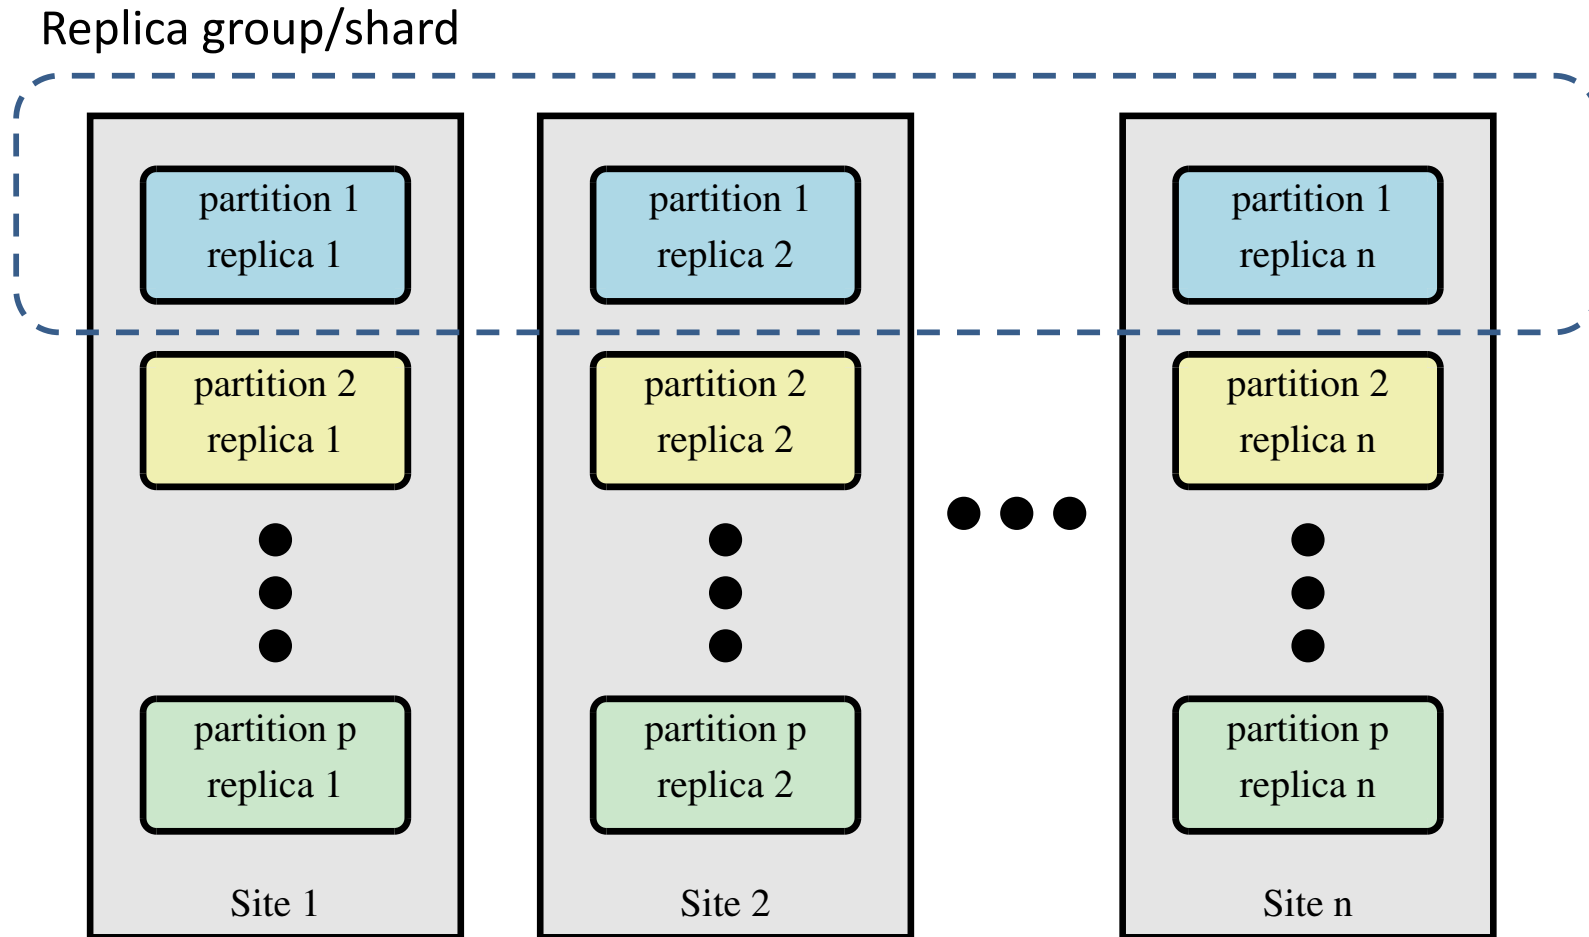 Replica group/shard
partition 1
replica 1
partition 2
replica 1
partition p
replica 1
Site 1
partition 1
replica 2
partition 2
replica 2
partition p
replica 2
Site 2
partition 1
replica n
partition 2
replica n
partition p
replica n
Site n